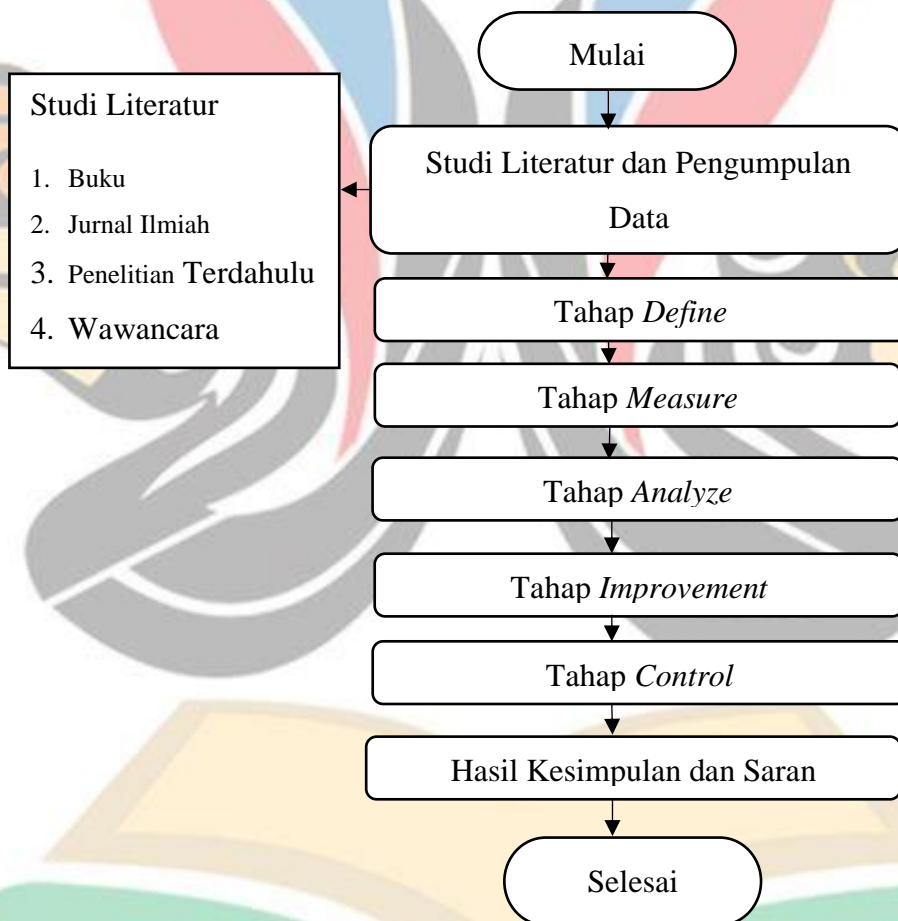 Mulai
Studi Literatur
1. Buku
2. Jurnal Ilmiah
3. Penelitian Terdahulu
4. Wawancara
Studi Literatur dan Pengumpulan
Data
Tahap Define
Tahap Measure
Tahap Analyze
Tahap Improvement
Tahap Control
Hasil Kesimpulan dan Saran
Selesai